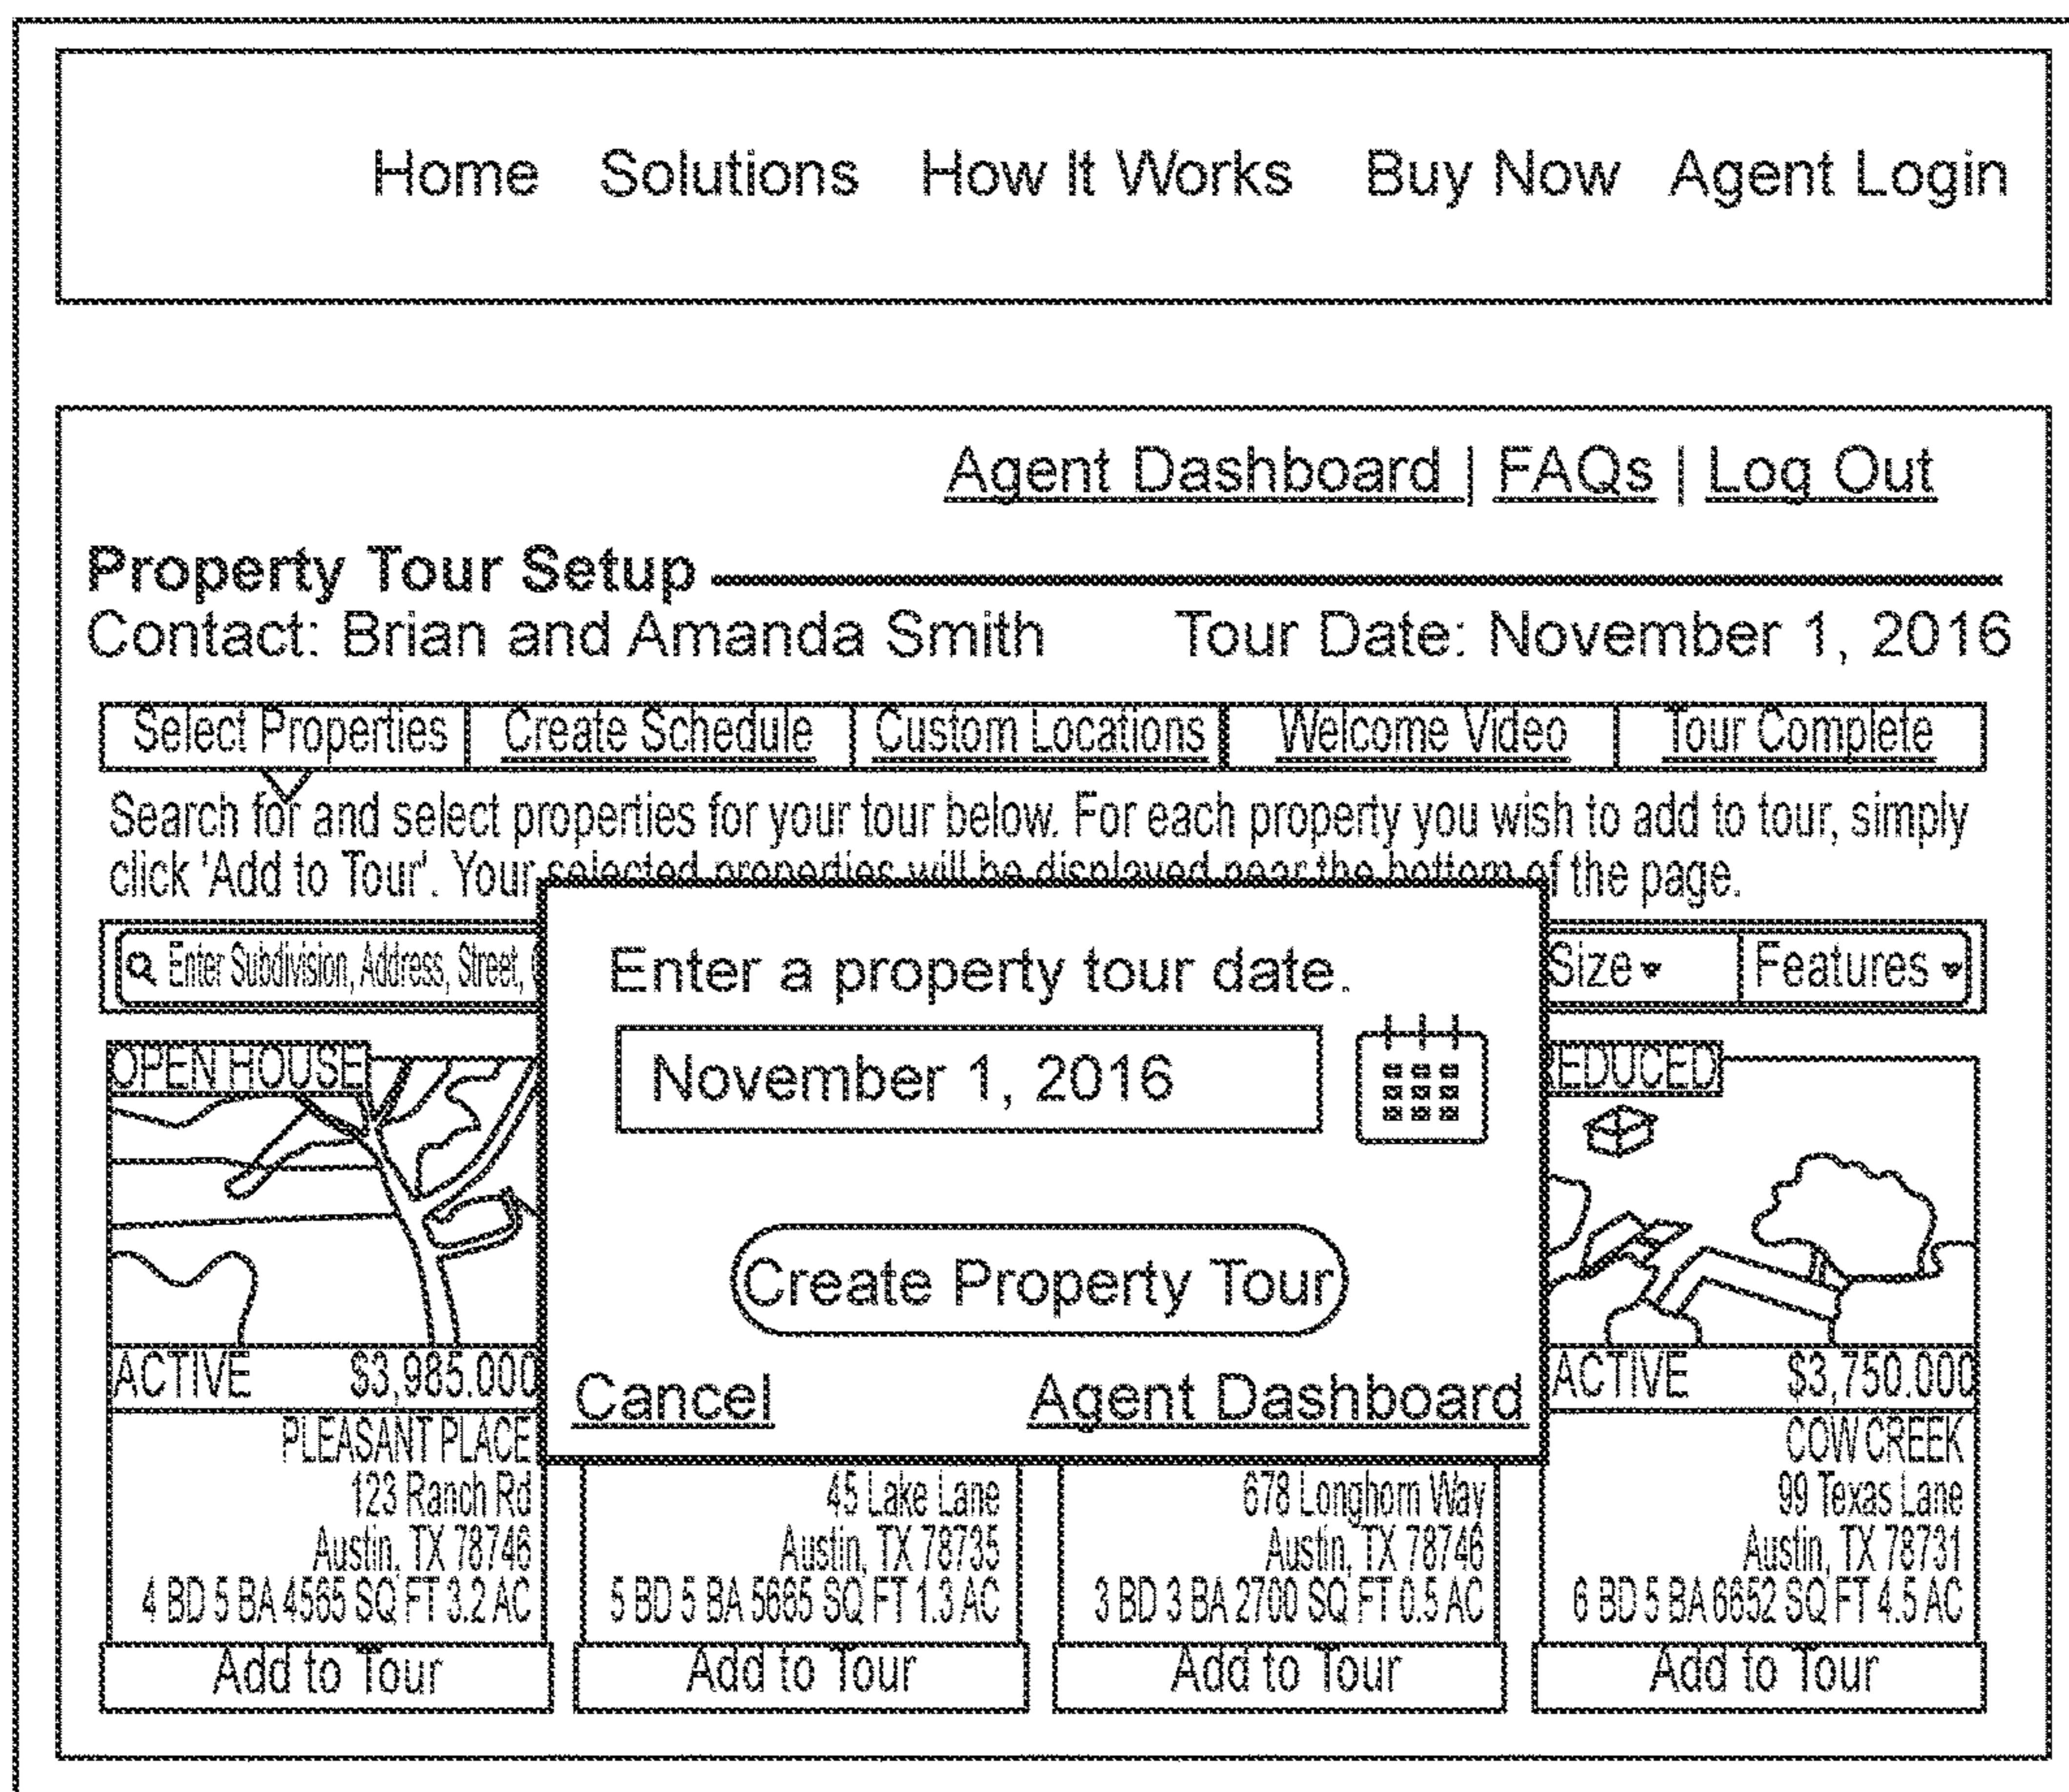 Home Solutions How It Works Buy Now Agent Login
Agent Dashboard | FAQs | Log Out
Property Tour Setup
Contact: Brian and Amanda Smith Tour Date: November 1, 2016
Select Properties Create Schedule Custom Locations Welcome Video Tour Complete
Search for and select properties for your tour below. For each property you wish to add to tour, simply
click 'Add to Tour'. Your selected properties will be displayed near the bottom of the page.
Enter Subdivision, Address, Street, Size Features
Enter a property tour date.
November 1, 2016
OPEN HOUSE REDUCED
Create Property Tour
Cancel Agent Dashboard
ACTIVE $3,985.000 ACTIVE $3,750.000
PLEASANT PLACE COW CREEK
123 Ranch Rd 45 Lake Lane 678 Longhorn Way 99 Texas Lane
Austin, TX 78746 Austin, TX 78735 Austin, TX 78746 Austin, TX 78731
4 BD 5 BA 4565 SQ FT 3.2 AC 5 BD 5 BA 5665 SQ FT 1.3 AC 3 BD 3 BA 2700 SQ FT 0.5 AC 6 BD 5 BA 6652 SQ FT 4.5 AC
Add to Tour Add to Tour Add to Tour Add to Tour